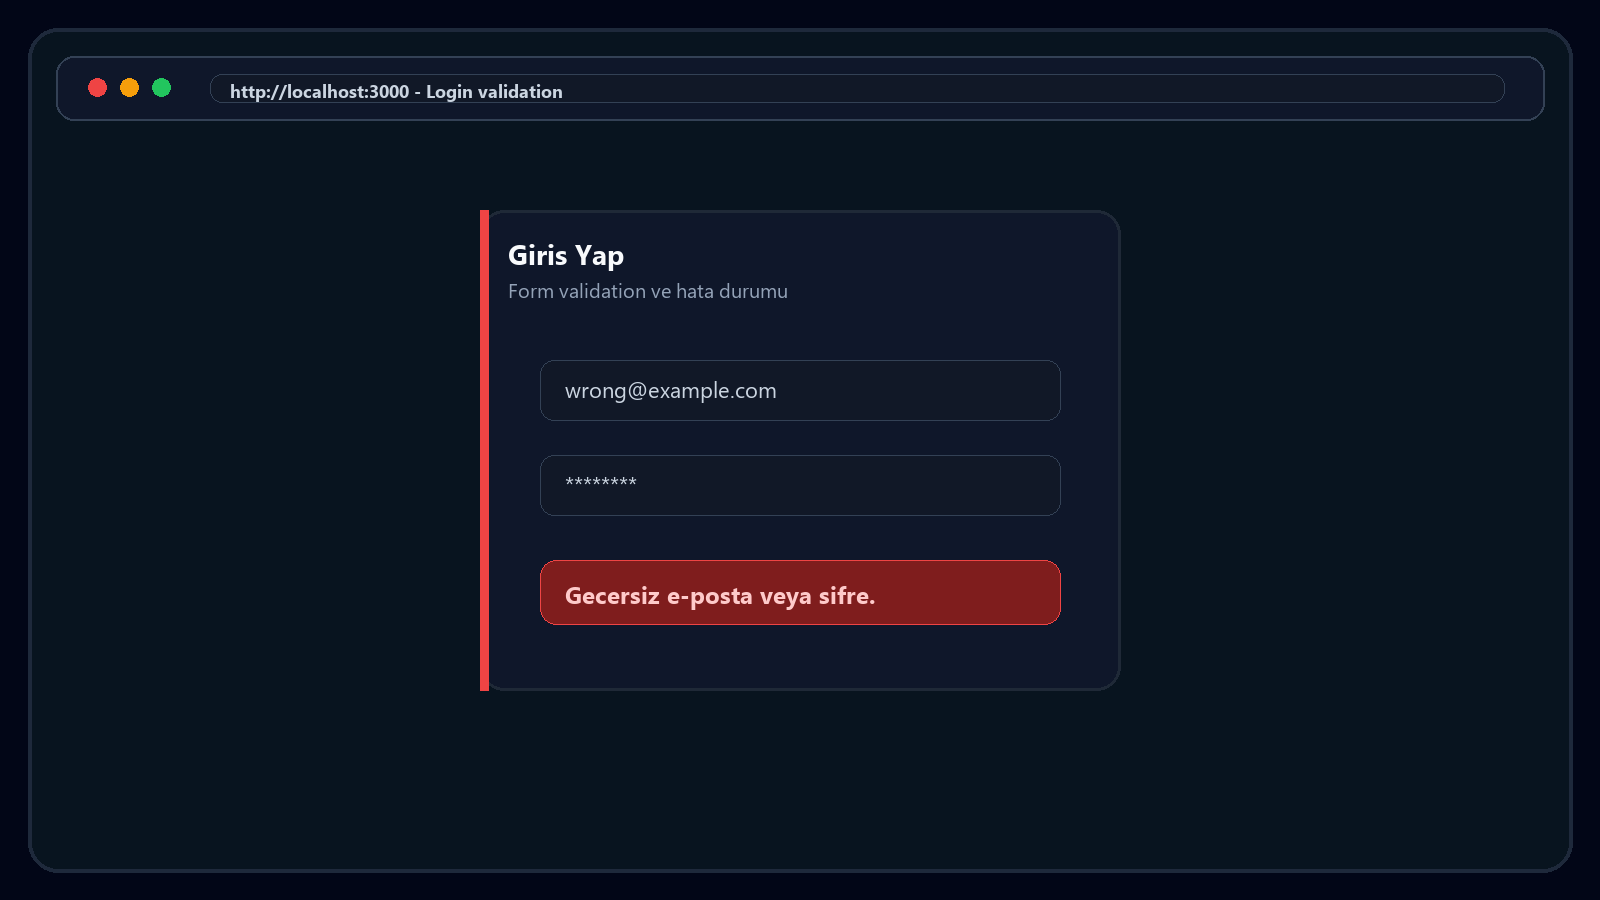 http://localhost:3000 - Login validation
Giris Yap
Form validation ve hata durumu
wrong@example.com
********
Gecersiz e-posta veya sifre.